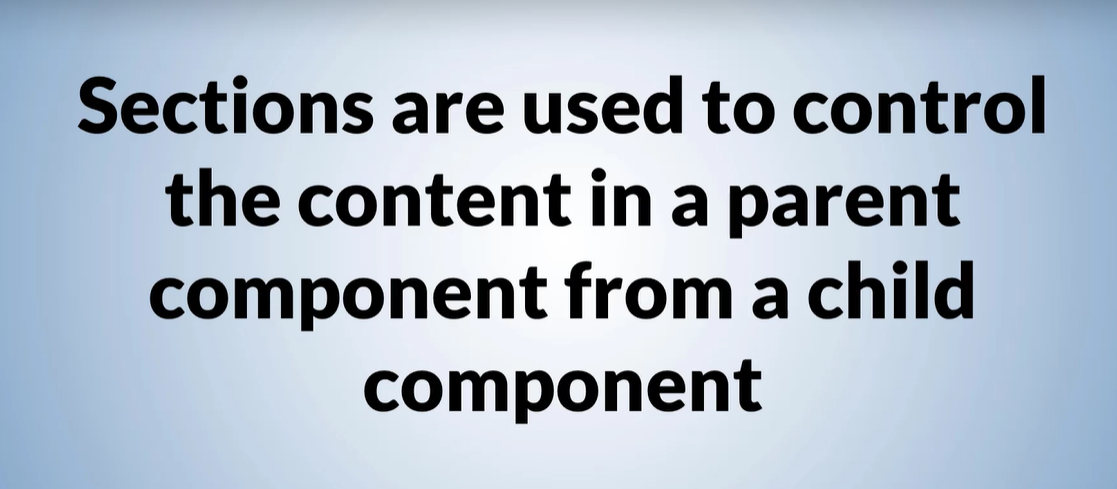 Sections are used to control
the content in a parent
component from a child
component